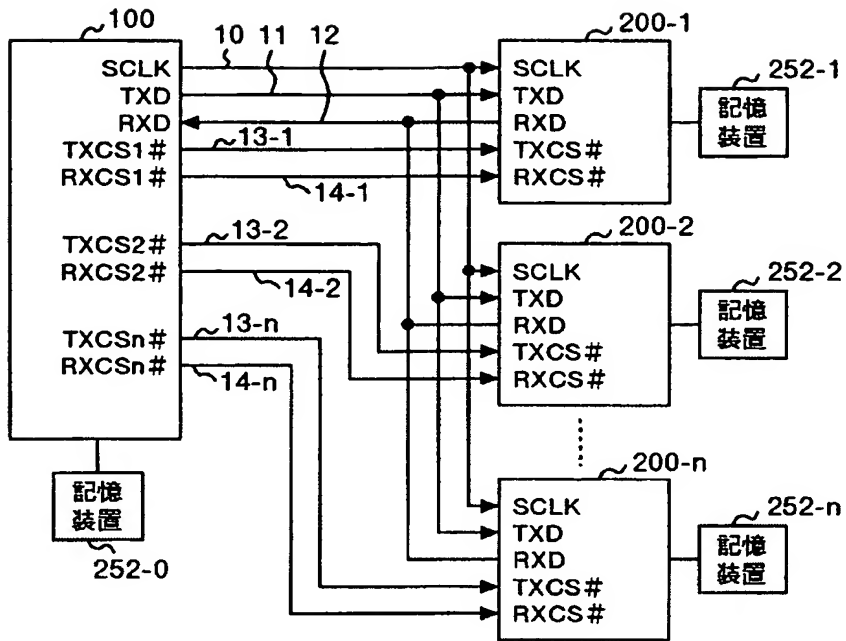 100
10
11
12
SCLK
TXD
RXD
TXCS1#
RXCS1#
13-1
14-1
TXCS2#
RXCS2#
13-2
14-2
TXCSn#
RXCSn#
13-n
14-n
記憶
装置
252-0
200-1
SCLK
TXD
RXD
TXCS#
RXCS#
252-1
記憶
装置
200-2
SCLK
TXD
RXD
TXCS#
RXCS#
252-2
記憶
装置
200-n
SCLK
TXD
RXD
TXCS#
RXCS#
252-n
記憶
装置